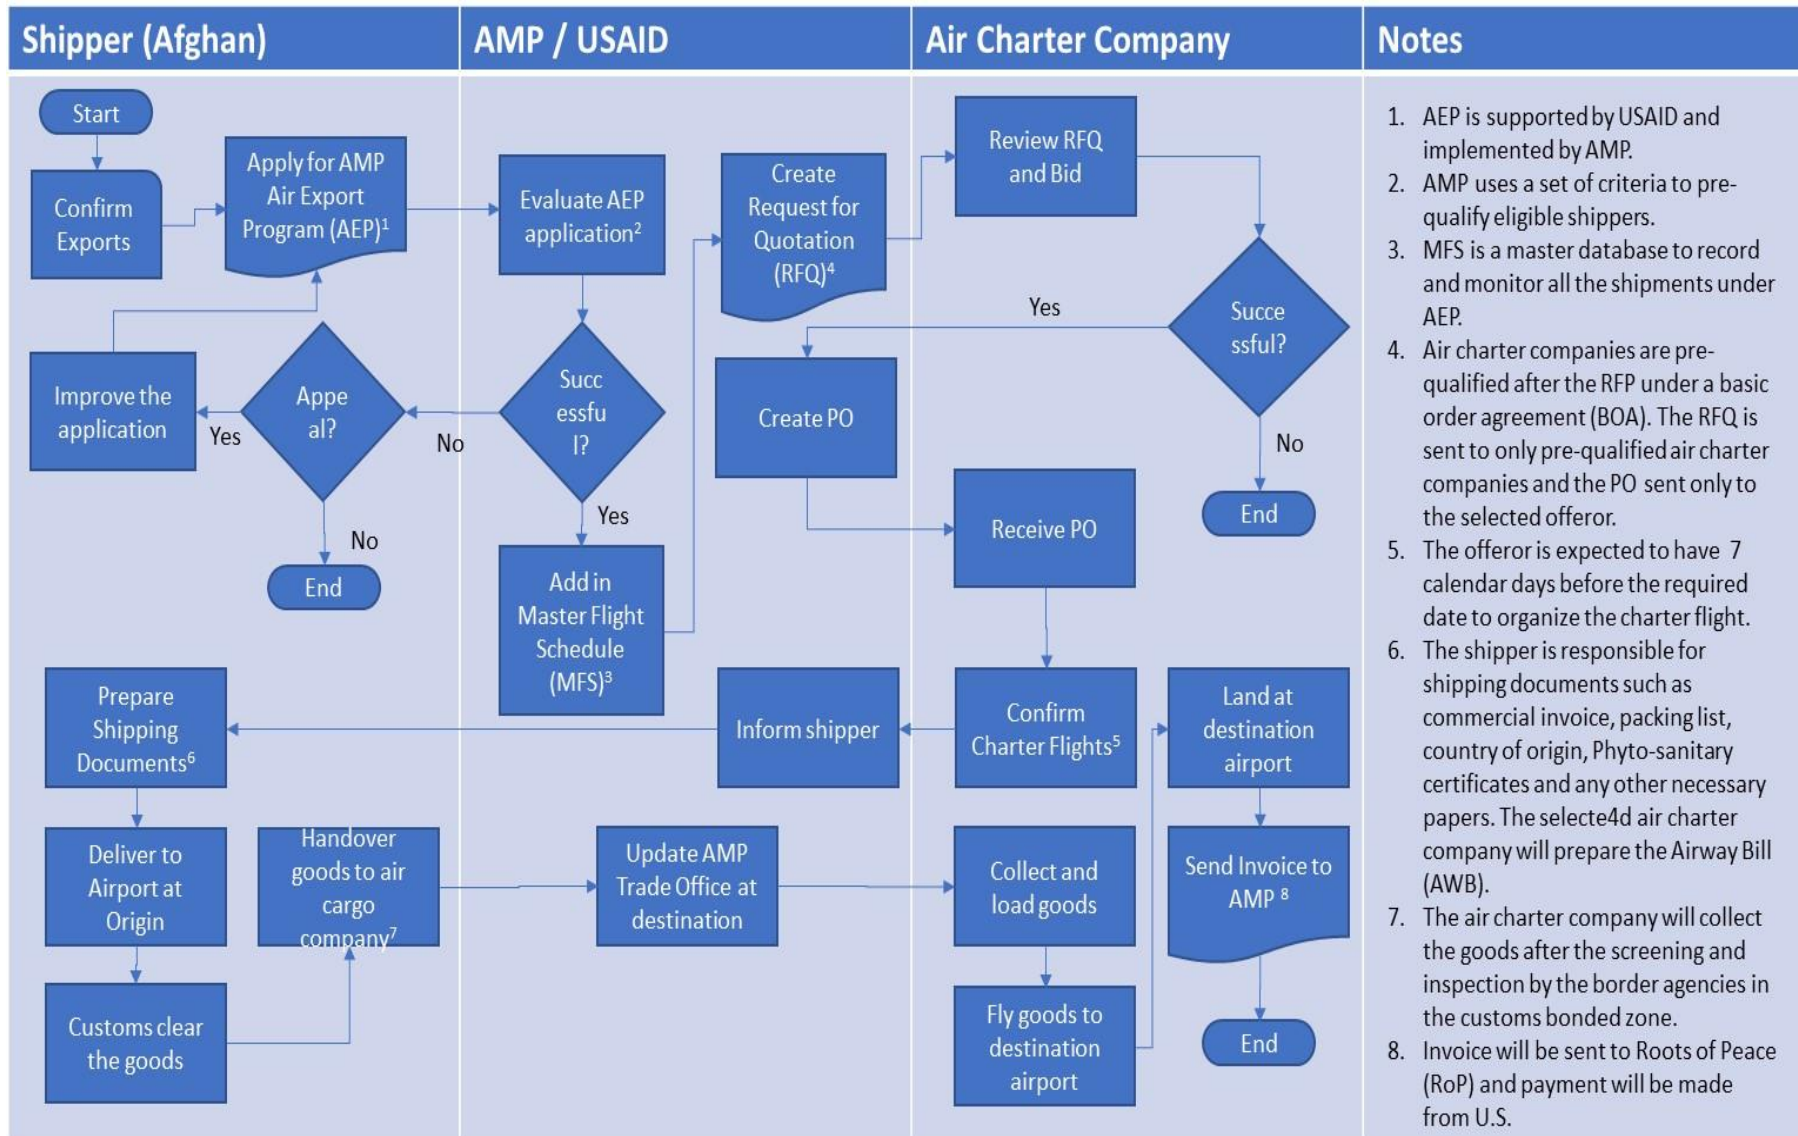 Shipper (Afghan)
AMP / USAID
Air Charter Company
Notes
Start
Confirm
Exports
Apply for AMP
Air Export
Program (AEP)1
Improve the
application
Yes
Appe
al?
No
End
No
Evaluate AEP
application2
Succ
essfu
l?
Yes
Add in
Master Flight
Schedule
(MFS)3
Create
Request for
Quotation
(RFQ)4
Review RFQ
and Bid
Succe
ssful?
Yes
No
End
Create PO
Receive PO
Confirm
Charter Flights5
Inform shipper
Prepare
Shipping
Documents6
Deliver to
Airport at
Origin
Customs clear
the goods
Handover
goods to air
cargo
company7
Update AMP
Trade Office at
destination
Collect and
load goods
Fly goods to
destination
airport
Land at
destination
airport
Send Invoice to
AMP 8
End
1. AEP is supported by USAID and
implemented by AMP.
2. AMP uses a set of criteria to pre-
qualify eligible shippers.
3. MFS is a master database to record
and monitor all the shipments under
AEP.
4. Air charter companies are pre-
qualified after the RFP under a basic
order agreement (BOA). The RFQ is
sent to only pre-qualified air charter
companies and the PO sent only to
the selected offeror.
5. The offeror is expected to have 7
calendar days before the required
date to organize the charter flight.
6. The shipper is responsible for
shipping documents such as
commercial invoice, packing list,
country of origin, Phyto-sanitary
certificates and any other necessary
papers. The selecte4d air charter
company will prepare the Airway Bill
(AWB).
7. The air charter company will collect
the goods after the screening and
inspection by the border agencies in
the customs bonded zone.
8. Invoice will be sent to Roots of Peace
(RoP) and payment will be made
from U.S.